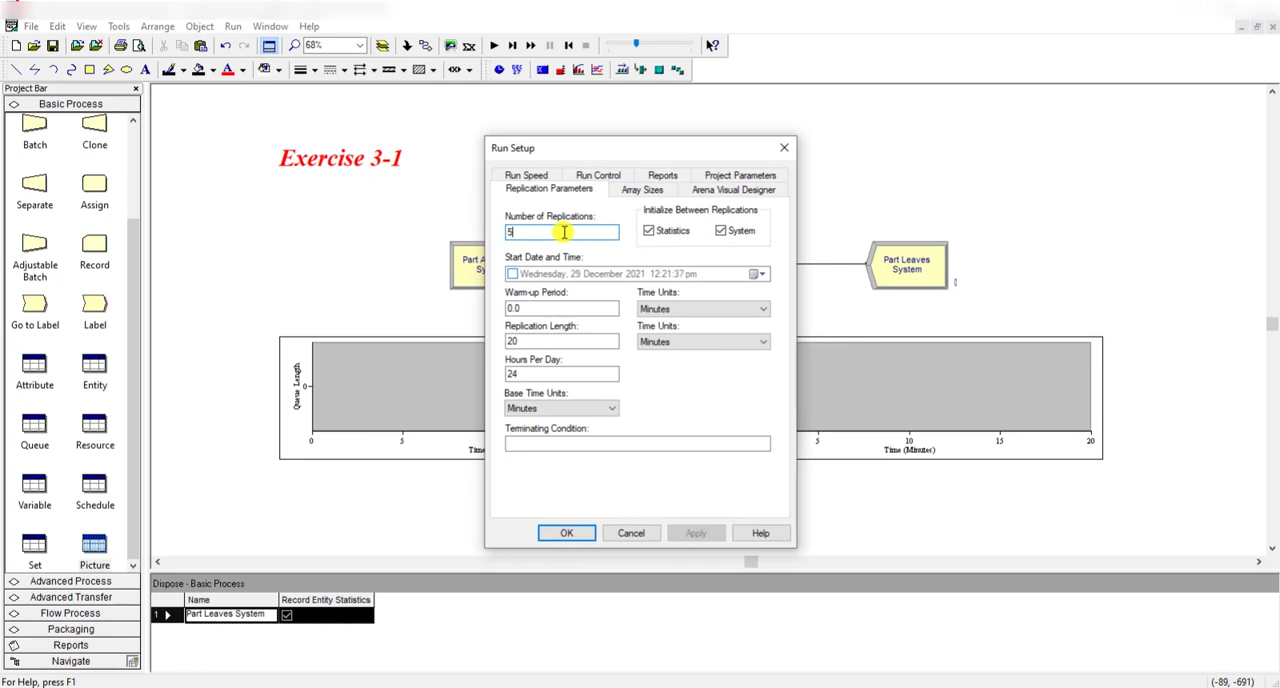 File Edit View Tools Arrange Object Run Window Help
68%
Project Bar
Basic Process
Batch Clone
Separate Assign
Adjustable Batch Record
Go to Label Label
Attribute Entity
Queue Resource
Variable Schedule
Set Picture
Advanced Process
Advanced Transfer
Flow Process
Packaging
Reports
Navigate
Exercise 3-1
Part
Part Leaves
System
0
Queue Length
0
0 5
Time
5 10 15 20
Time (Minutes)
Run Setup
Run Speed Run Control Reports Project Parameters
Replication Parameters Array Sizes Arena Visual Designer
Number of Replications:
5
Initialize Between Replications
Statistics System
Start Date and Time:
Wednesday, 29 December 2021 12:21:37 pm
Warm-up Period: Time Units:
0.0 Minutes
Replication Length: Time Units:
20 Minutes
Hours Per Day:
24
Base Time Units:
Minutes
Terminating Condition:
OK Cancel Apply Help
Dispose - Basic Process
Name Record Entity Statistics
1 Part Leaves System
For Help, press F1
(-89, -691)